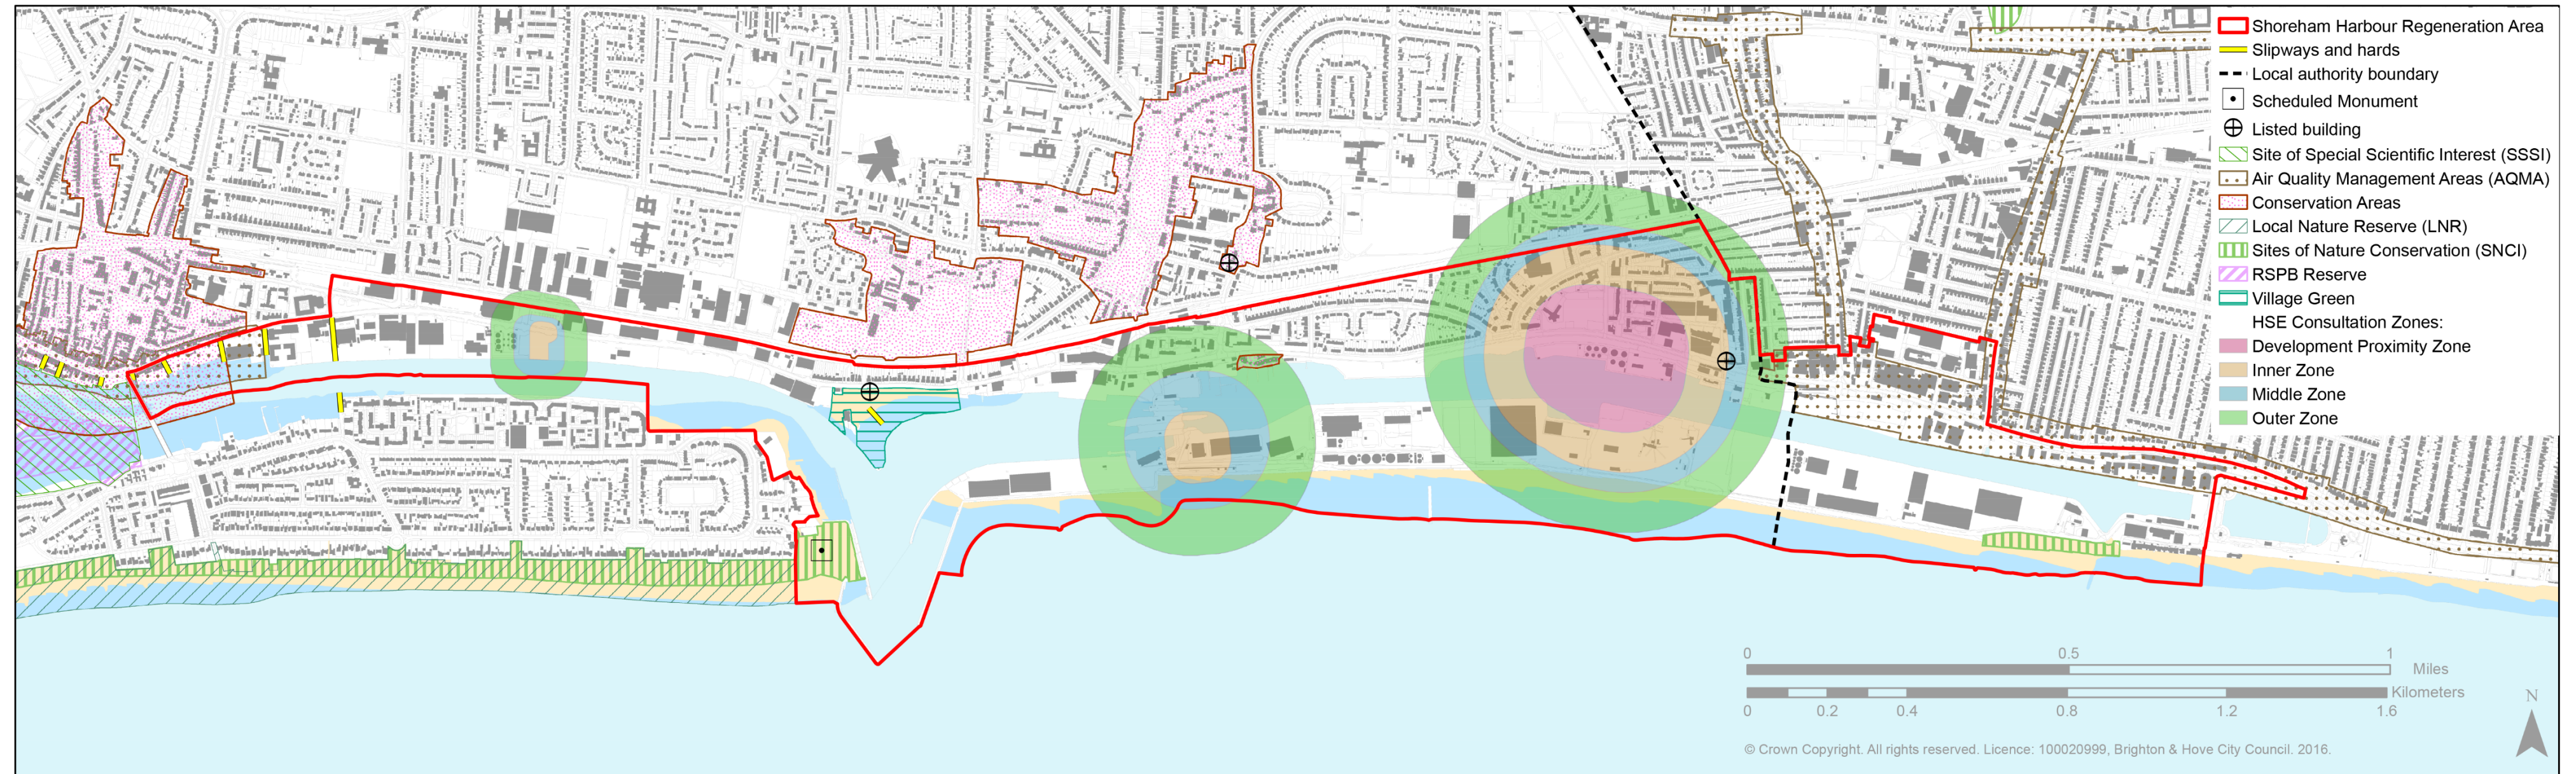 Shoreham Harbour Regeneration Area
Slipways and hards
Local authority boundary
Scheduled Monument
Listed building
Site of Special Scientific Interest (SSSI)
Air Quality Management Areas (AQMA)
Conservation Areas
Local Nature Reserve (LNR)
Sites of Nature Conservation (SNCI)
RSPB Reserve
Village Green
HSE Consultation Zones:
Development Proximity Zone
Inner Zone
Middle Zone
Outer Zone
0 0.5 1
Miles
Kilometers
0 0.2 0.4 0.8 1.2 1.6
N
© Crown Copyright. All rights reserved. Licence: 100020999, Brighton & Hove City Council. 2016.